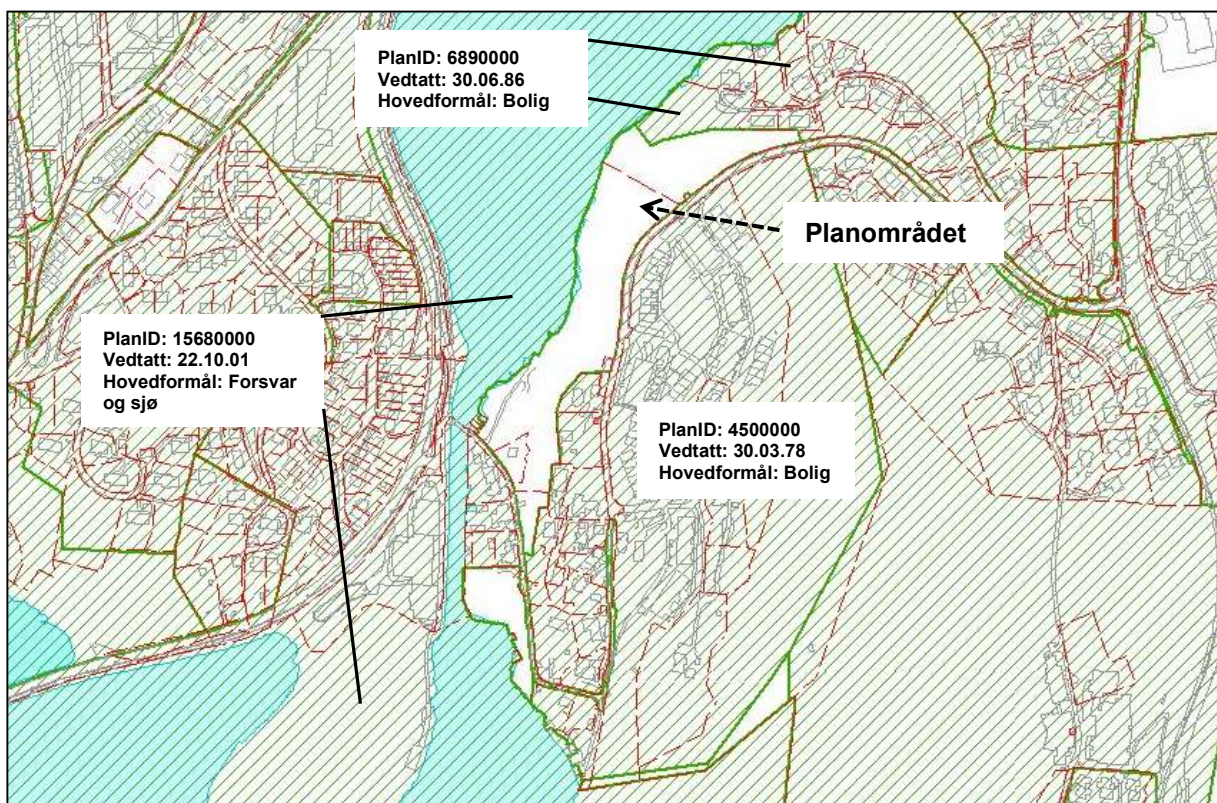 PlanID: 6890000
Vedtatt: 30.06.86
Hovedformål: Bolig
Planområdet
PlanID: 15680000
Vedtatt: 22.10.01
Hovedformål: Forsvar
og sjø
PlanID: 4500000
Vedtatt: 30.03.78
Hovedformål: Bolig